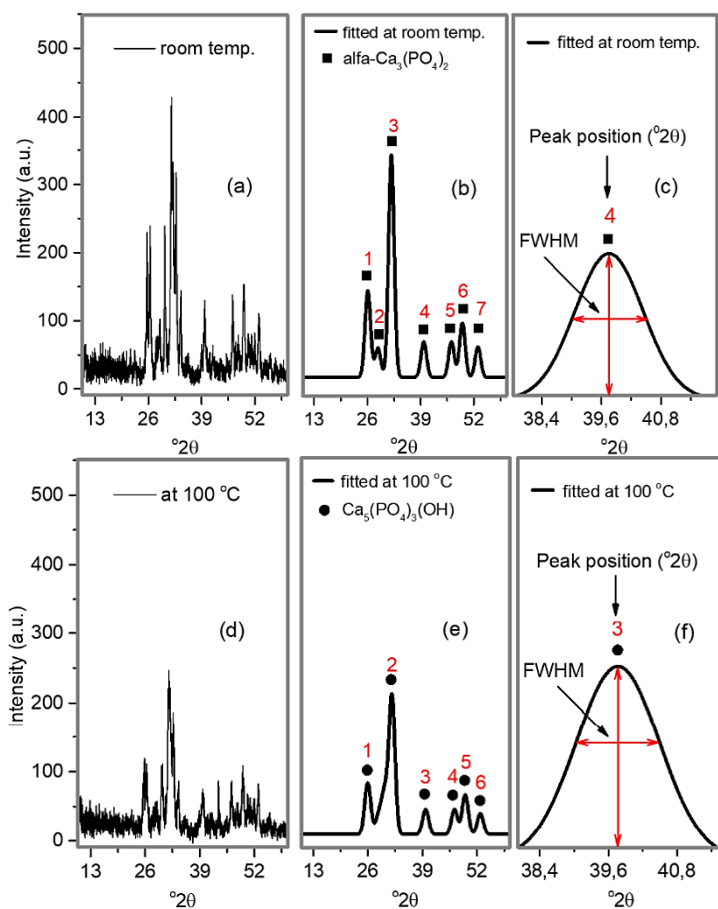 room temp.
(a)
Intensity (a.u.)
500
400
300
200
100
0
13 26 39 52
°2θ
fitted at room temp.
■ alfa-Ca₃(PO₄)₂
(b)
1
2
3
4
5
6
7
13 26 39 52
°2θ
fitted at room temp.
Peak position (°2θ)
(c)
4
FWHM
38,4 39,6 40,8
°2θ
at 100 °C
(d)
Intensity (a.u.)
500
400
300
200
100
0
13 26 39 52
°2θ
fitted at 100 °C
● Ca₅(PO₄)₃(OH)
(e)
1
2
3
4
5
6
13 26 39 52
°2θ
fitted at 100 °C
Peak position (°2θ)
3
(f)
FWHM
38,4 39,6 40,8
°2θ